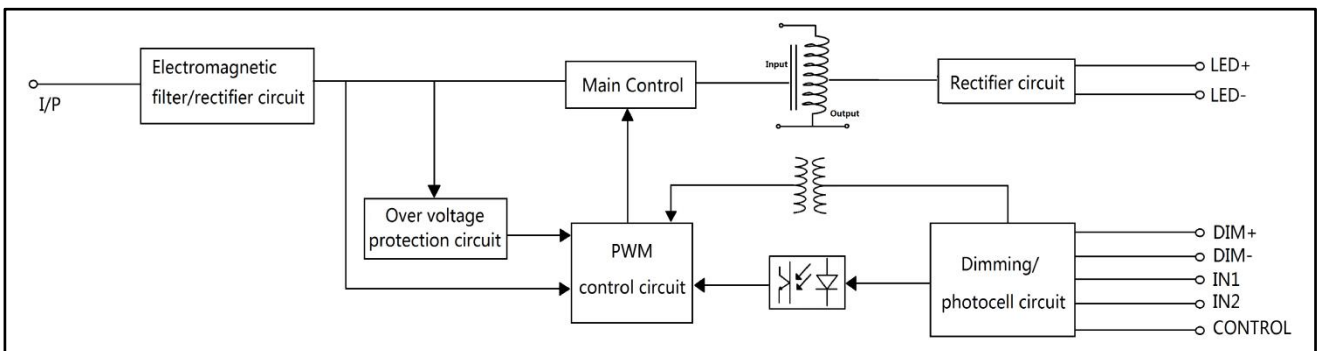 I/P
Electromagnetic
filter/rectifier circuit
Main Control
Input
Output
Rectifier circuit
LED+
LED-
Over voltage
protection circuit
PWM
control circuit
Dimming/
photocell circuit
DIM+
DIM-
IN1
IN2
CONTROL